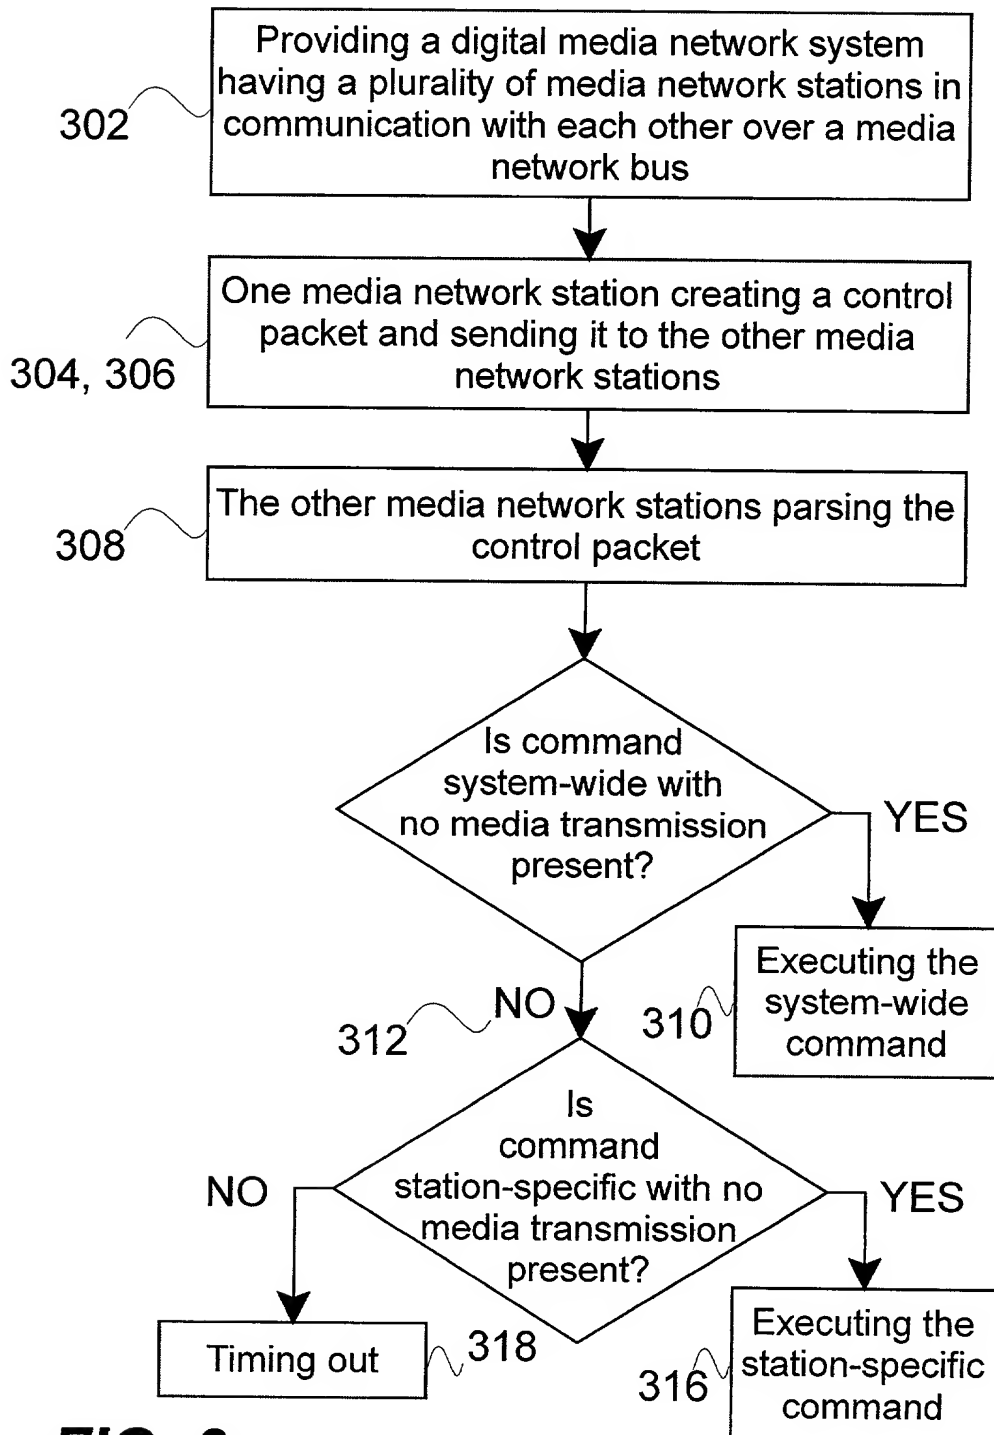 Providing a digital media network system
having a plurality of media network stations in
communication with each other over a media
network bus
302
One media network station creating a control
packet and sending it to the other media
network stations
304, 306
The other media network stations parsing the
control packet
308
Is command
system-wide with
no media transmission
present?
YES
Executing the
system-wide
command
310
NO
312
Is
command
station-specific with no
media transmission
present?
NO
YES
Timing out
318
Executing the
station-specific
command
316